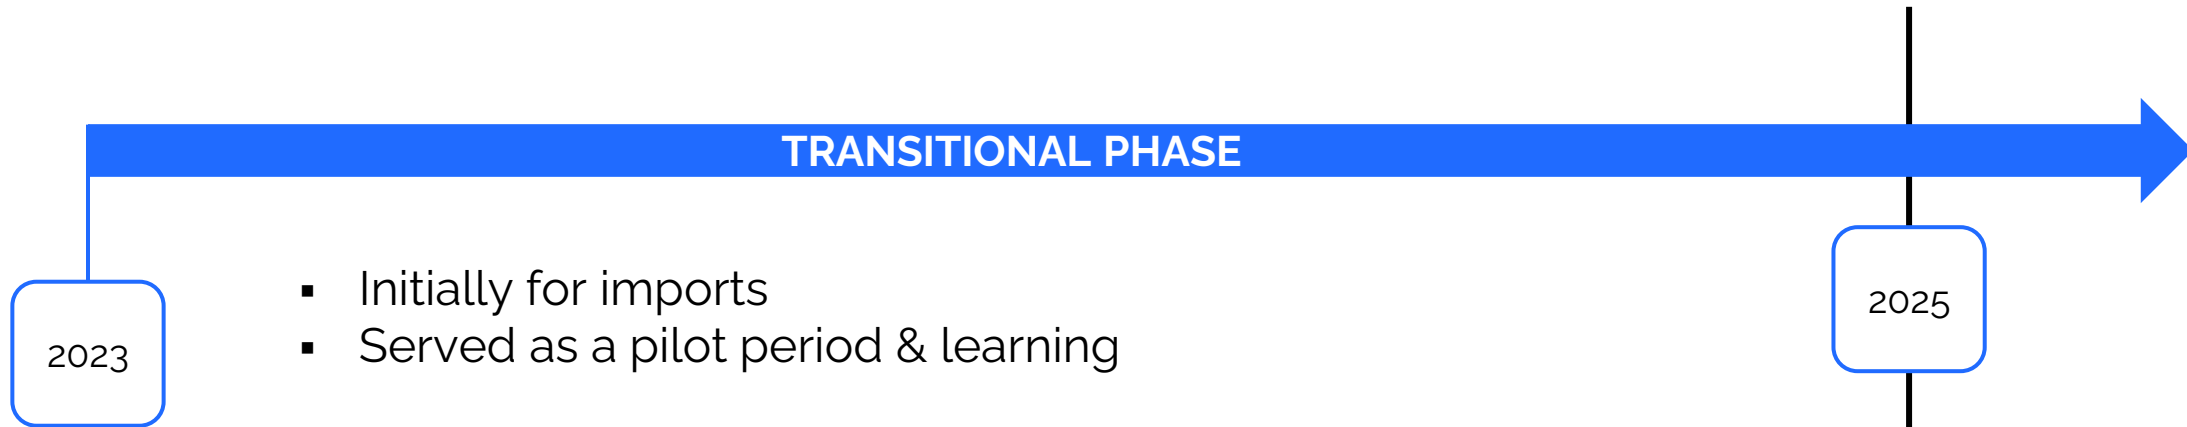 TRANSITIONAL PHASE
2023
▪ Initially for imports
▪ Served as a pilot period & learning
2025